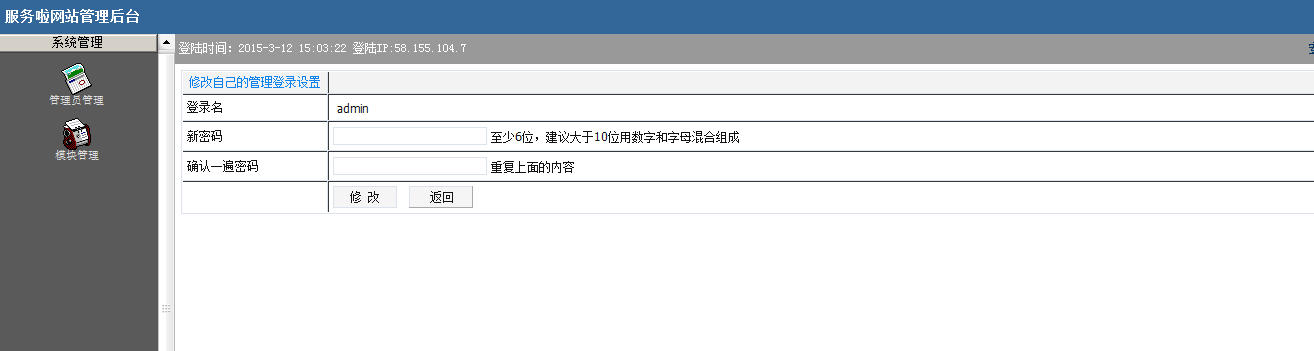 服务啦网站管理后台
系统管理
登陆时间：2015-3-12 15:03:22 登陆IP:58.155.104.7
管理员管理
模块管理
修改自己的管理登录设置
登录名 admin
新密码 至少6位，建议大于10位用数字和字母混合组成
确认一遍密码 重复上面的内容
修 改 返回